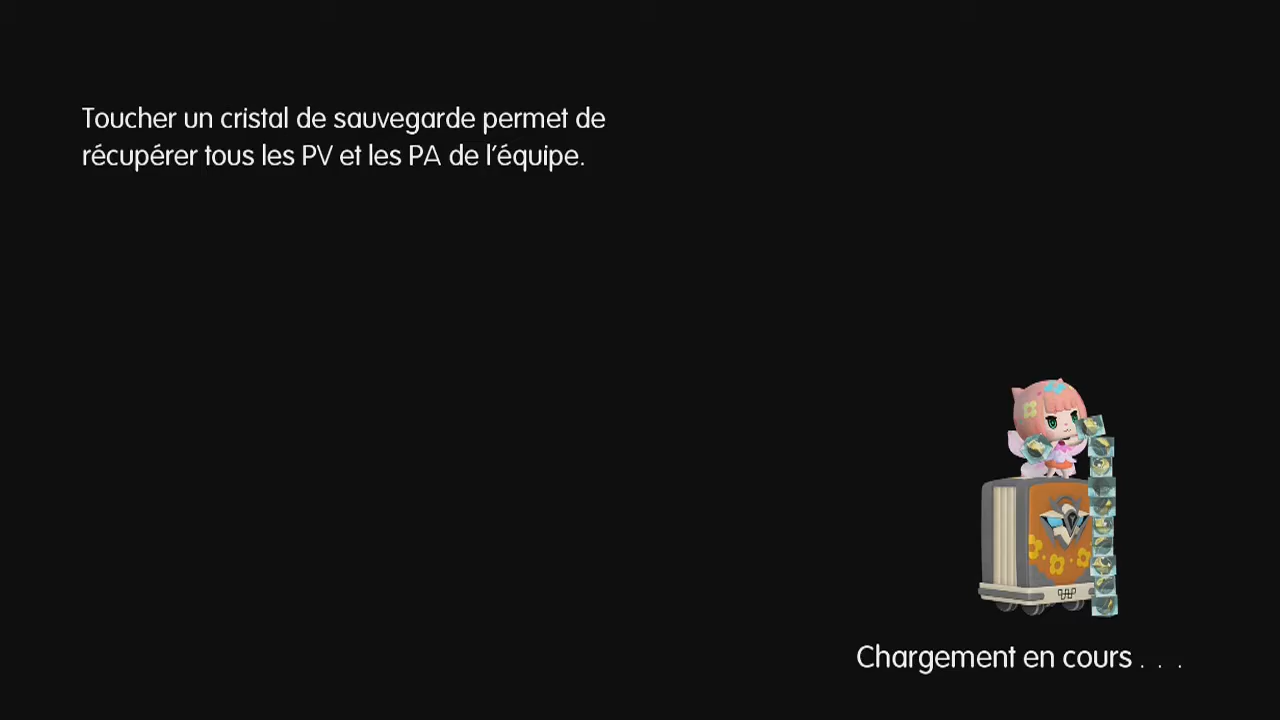 Toucher un cristal de sauvegarde permet de
récupérer tous les PV et les PA de l'équipe.
Chargement en cours . . .